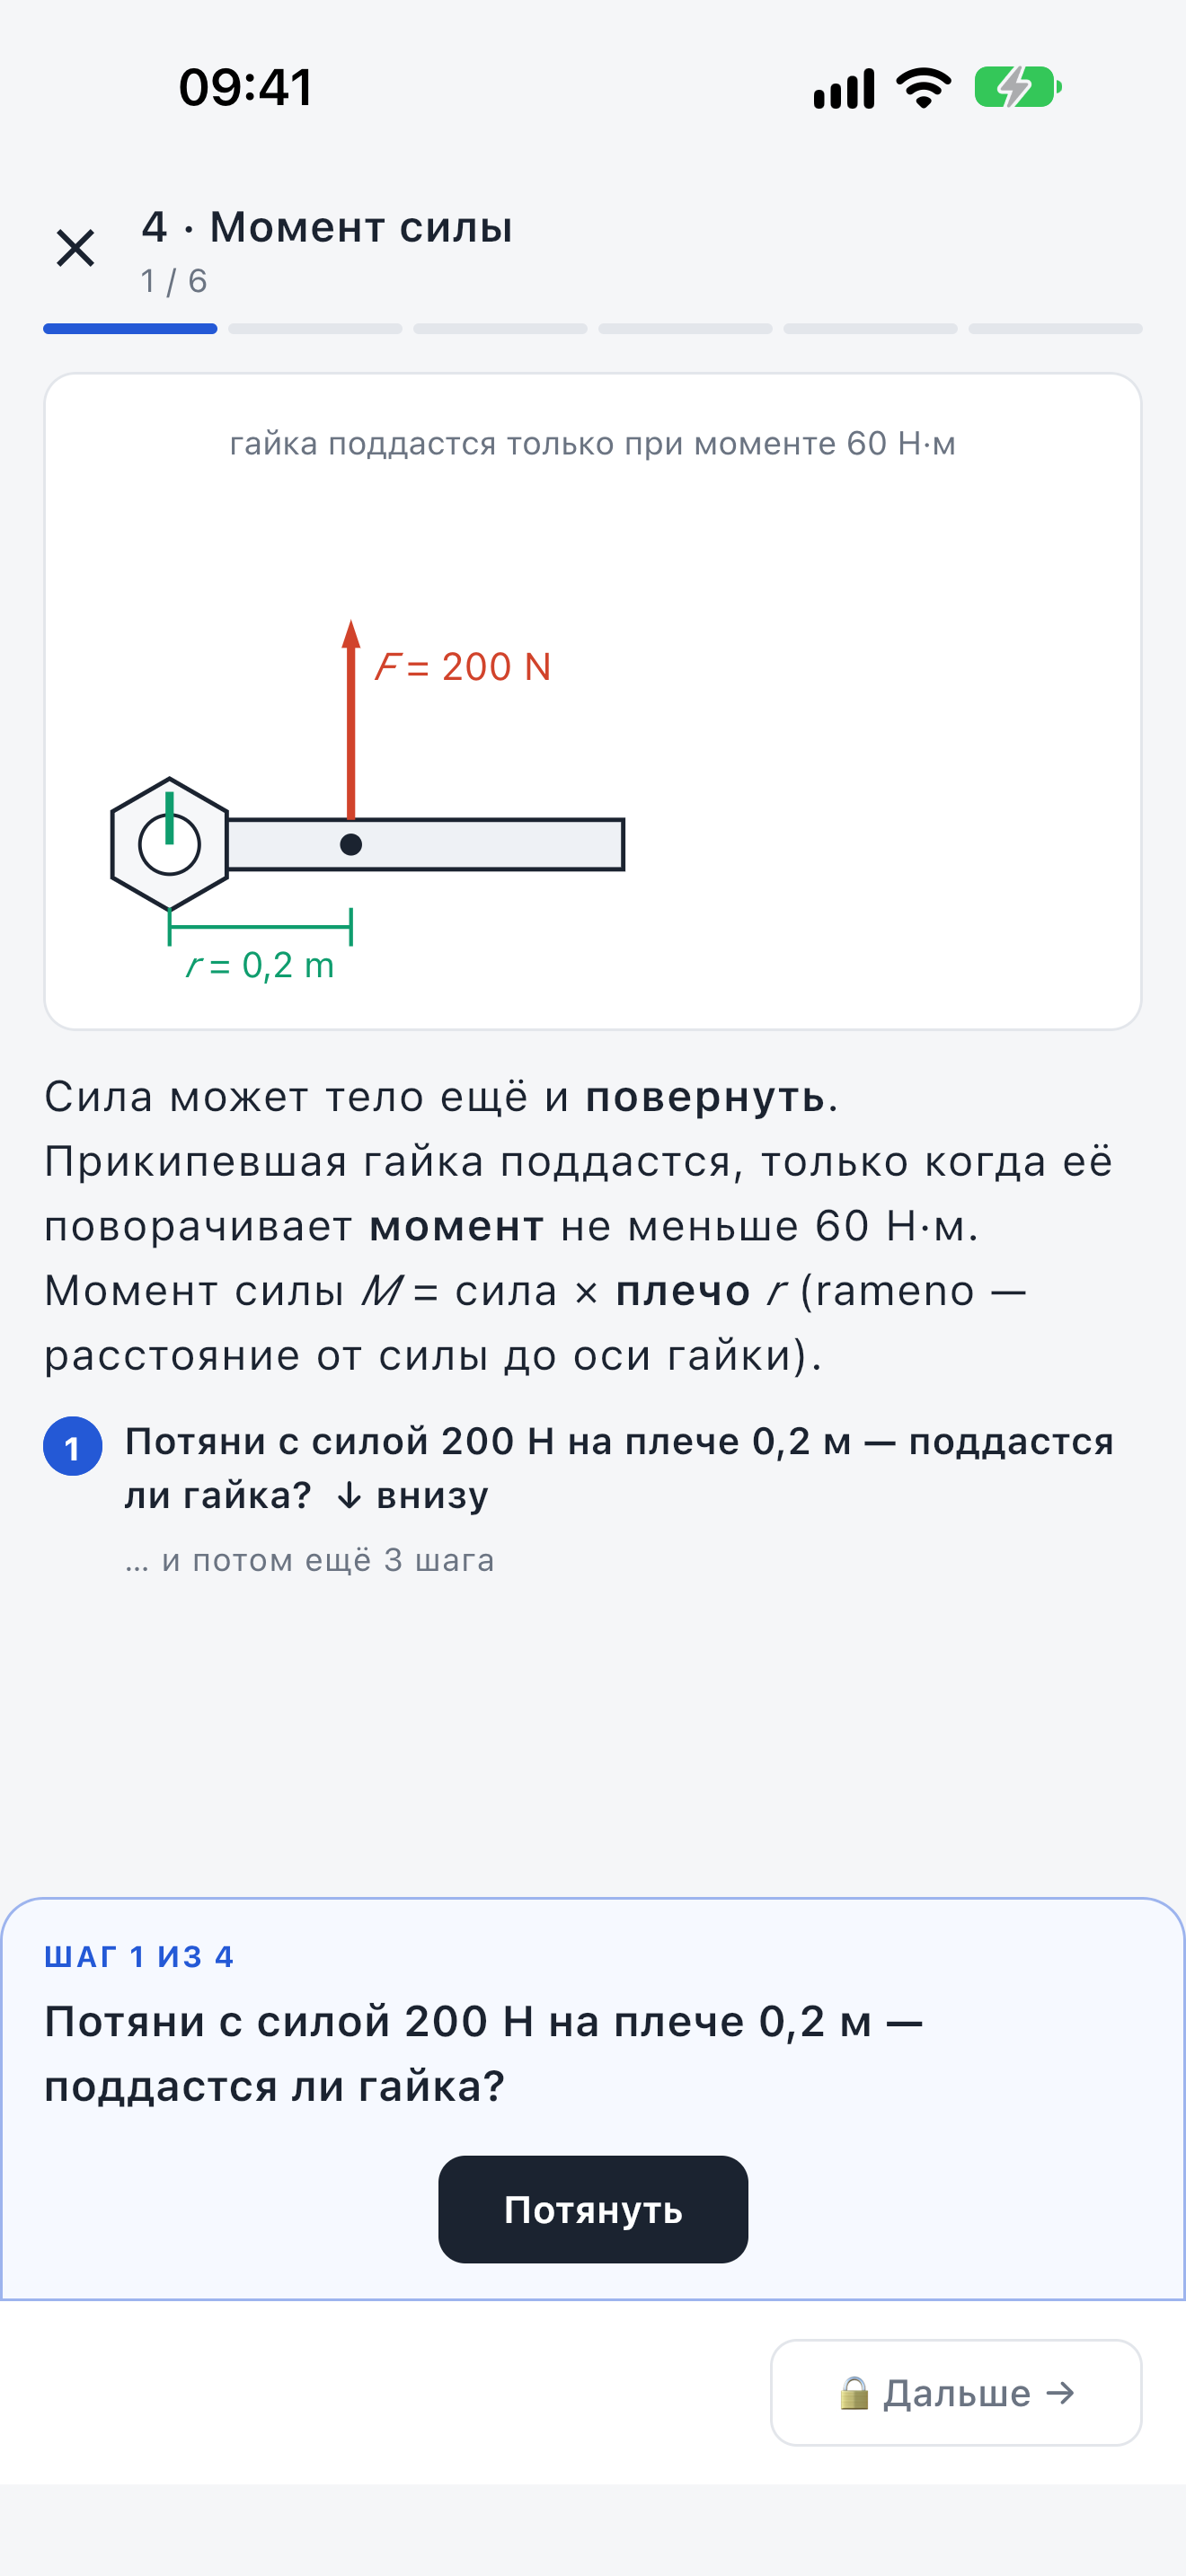 09:41
4 · Момент силы
1 / 6
гайка поддастся только при моменте 60 Н·м
F = 200 N
r = 0,2 m
Сила может тело ещё и повернуть.
Прикипевшая гайка поддастся, только когда её
поворачивает момент не меньше 60 Н·м.
Момент силы M = сила × плечо r (rameno —
расстояние от силы до оси гайки).
1 Потяни с силой 200 Н на плече 0,2 м — поддастся
ли гайка? ↓ внизу
... и потом ещё 3 шага
ШАГ 1 ИЗ 4
Потяни с силой 200 Н на плече 0,2 м —
поддастся ли гайка?
Потянуть
🔒 Дальше →